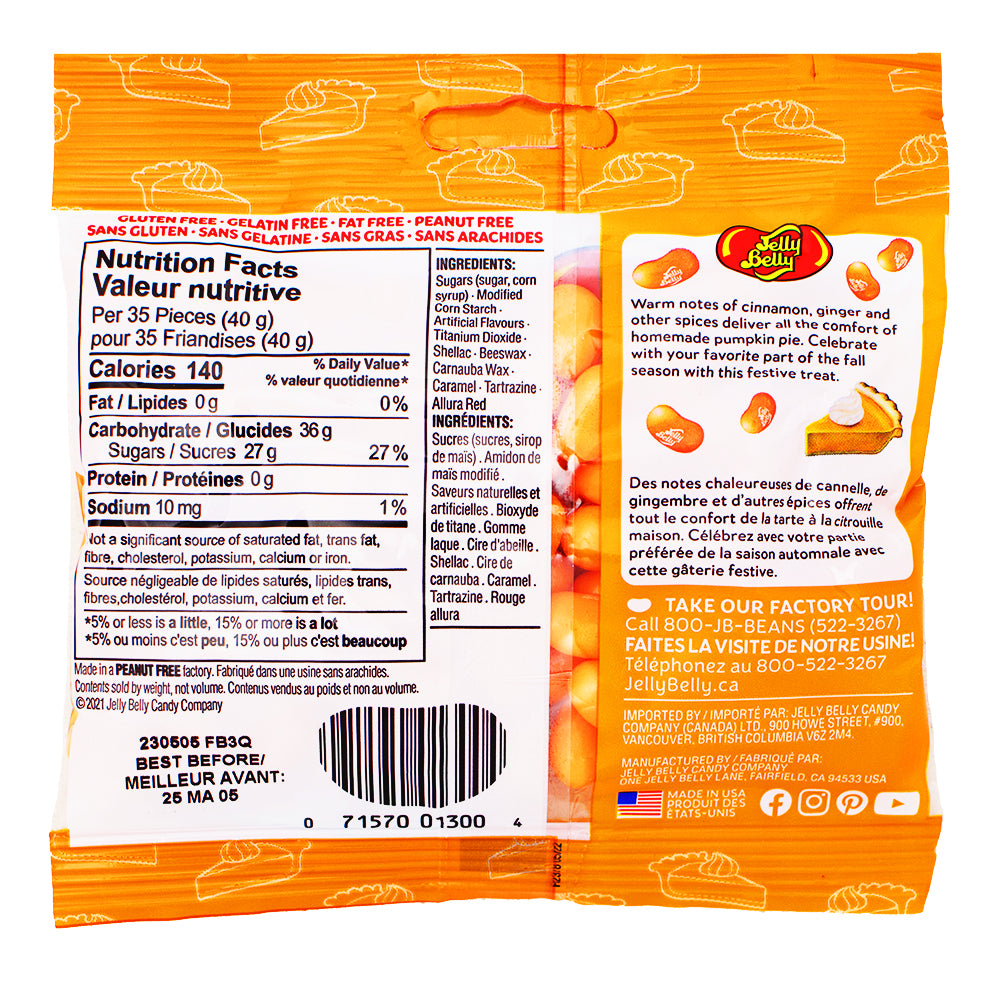 GLUTEN FREE · GELATIN FREE · FAT FREE · PEANUT FREE
SANS GLUTEN · SANS GELATINE · SANS GRAS · SANS ARACHIDES
Nutrition Facts
Valeur nutritive
Per 35 Pieces (40 g)
pour 35 Friandises (40 g)
Calories 140
% Daily Value*
% valeur quotidienne*
Fat / Lipides 0 g 0 %
Carbohydrate / Glucides 36 g
Sugars / Sucres 27 g 27 %
Protein / Protéines 0 g
Sodium 10 mg 1 %
Not a significant source of saturated fat, trans fat,
fibre, cholesterol, potassium, calcium or iron.
Source négligeable de lipides saturés, lipides trans,
fibres,cholestérol, potassium, calcium et fer.
*5% or less is a little, 15% or more is a lot
*5% ou moins c'est peu, 15% ou plus c'est beaucoup
INGREDIENTS:
Sugars (sugar, corn
syrup) · Modified
Corn Starch ·
Artificial Flavours ·
Titanium Dioxide ·
Shellac · Beeswax ·
Carnauba Wax ·
Caramel · Tartrazine ·
Allura Red
INGRÉDIENTS:
Sucres (sucres, sirop
de maïs) . Amidon de
maïs modifié .
Saveurs naturelles et
artificielles . Bioxyde
de titane . Gomme
laque . Cire d'abeille .
Shellac . Cire de
carnauba . Caramel .
Tartrazine . Rouge
allura
Made in a PEANUT FREE factory. Fabriqué dans une usine sans arachides.
Contents sold by weight, not volume. Contenus vendus au poids et non au volume.
©2021 Jelly Belly Candy Company
230505 FB3Q
BEST BEFORE/
MEILLEUR AVANT:
25 MA 05
0 71570 01300 4
Jelly
Belly
Warm notes of cinnamon, ginger and
other spices deliver all the comfort of
homemade pumpkin pie. Celebrate
with your favorite part of the fall
season with this festive treat.
Des notes chaleureuses de cannelle, de
gingembre et d'autres épices offrent
tout le confort de la tarte à la citrouille
maison. Célébrez avec votre partie
préférée de la saison automnale avec
cette gâterie festive.
TAKE OUR FACTORY TOUR!
Call 800-JB-BEANS (522-3267)
FAITES LA VISITE DE NOTRE USINE!
Téléphonez au 800-522-3267
JellyBelly.ca
IMPORTED BY / IMPORTÉ PAR: JELLY BELLY CANDY
COMPANY (CANADA) LTD., 900 HOWE STREET, #900,
VANCOUVER, BRITISH COLUMBIA V6Z 2M4.
MANUFACTURED BY / FABRIQUÉ PAR:
JELLY BELLY CANDY COMPANY
ONE JELLY BELLY LANE, FAIRFIELD, CA 94533 USA
MADE IN USA
PRODUIT DES
ÉTATS-UNIS